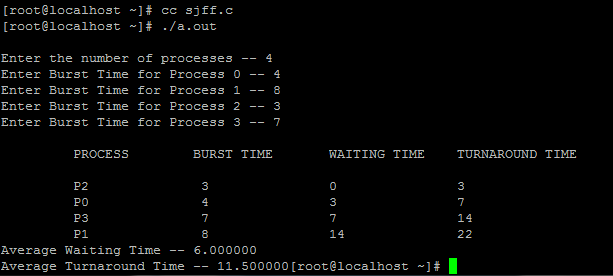 [root@localhost ~]# cc sjff.c
[root@localhost ~]# ./a.out
Enter the number of processes -- 4
Enter Burst Time for Process 0 -- 4
Enter Burst Time for Process 1 -- 8
Enter Burst Time for Process 2 -- 3
Enter Burst Time for Process 3 -- 7
PROCESS BURST TIME WAITING TIME TURNAROUND TIME
P2 3 0 3
P0 4 3 7
P3 7 7 14
P1 8 14 22
Average Waiting Time -- 6.000000
Average Turnaround Time -- 11.500000[root@localhost ~]#